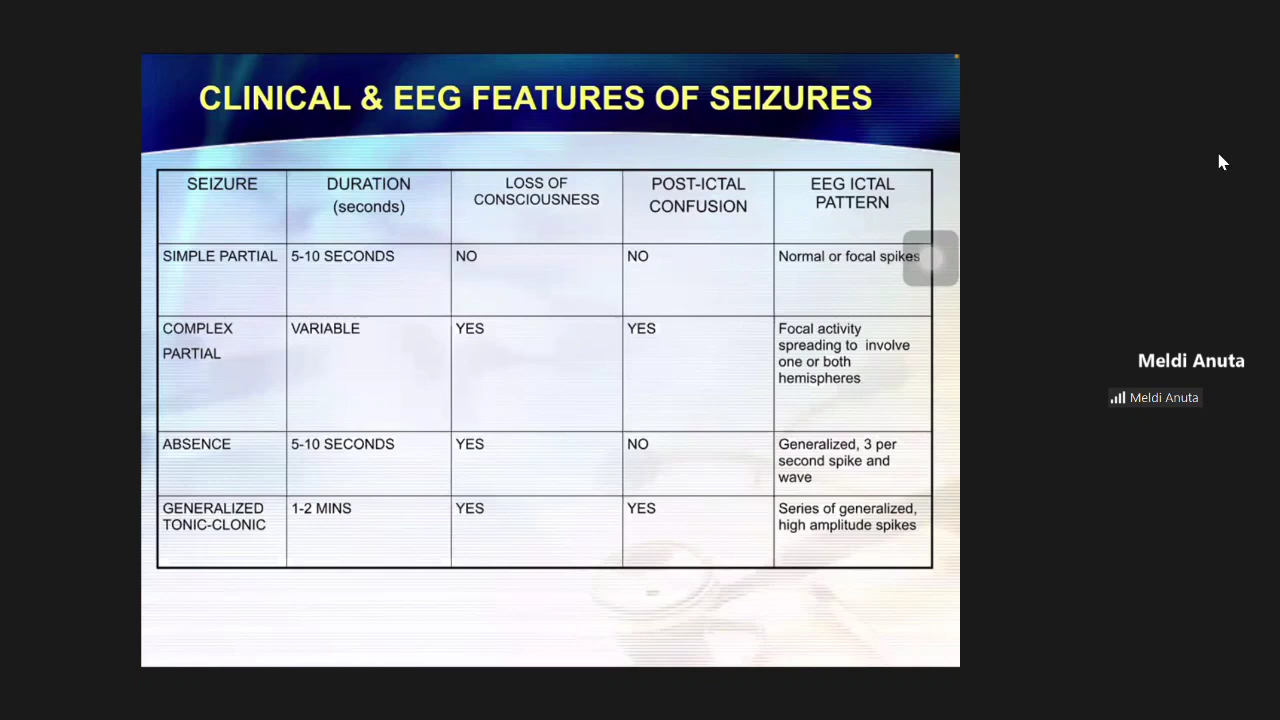 CLINICAL & EEG FEATURES OF SEIZURES
SEIZURE
DURATION
(seconds)
LOSS OF
CONSCIOUSNESS
POST-ICTAL
CONFUSION
EEG ICTAL
PATTERN
SIMPLE PARTIAL
5-10 SECONDS
NO
NO
Normal or focal spikes
COMPLEX
PARTIAL
VARIABLE
YES
YES
Focal activity
spreading to involve
one or both
hemispheres
ABSENCE
5-10 SECONDS
YES
NO
Generalized, 3 per
second spike and
wave
GENERALIZED
TONIC-CLONIC
1-2 MINS
YES
YES
Series of generalized,
high amplitude spikes
Meldi Anuta
Meldi Anuta